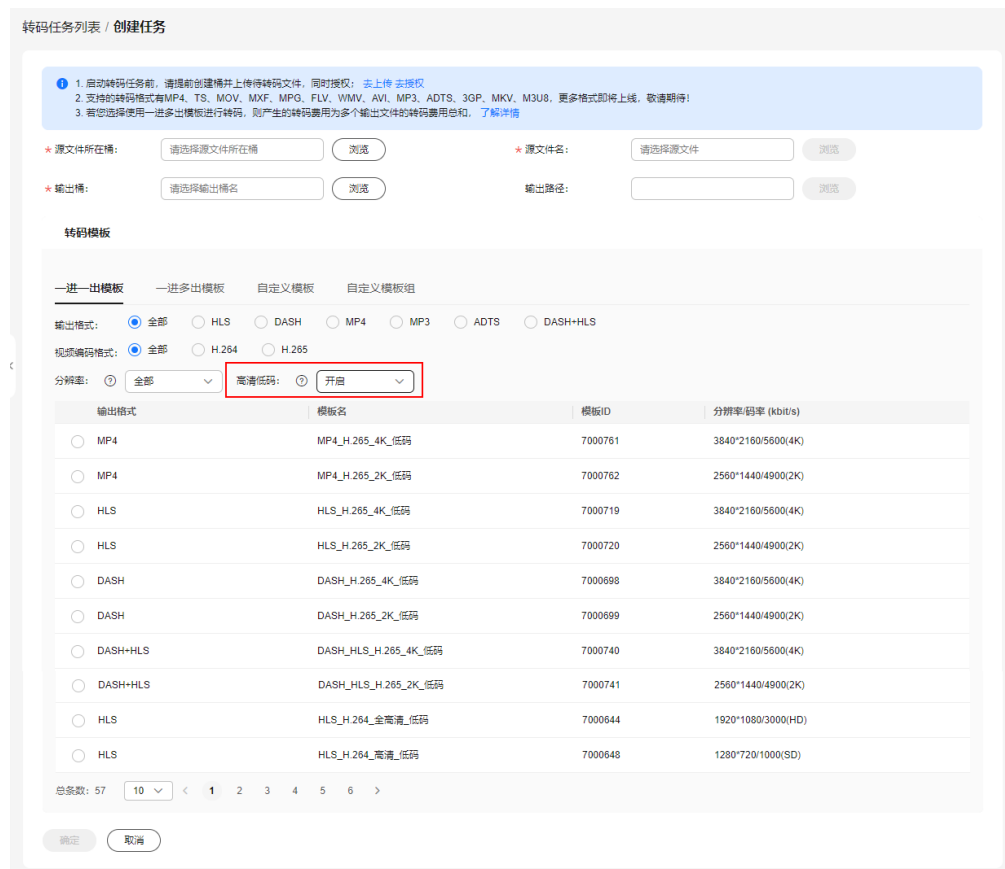 转码任务列表 / 创建任务
1. 启动转码任务前，请提前创建桶并上传待转码文件，同时授权： 去上传 去授权
2. 支持的转码格式有MP4、TS、MOV、MXF、MPG、FLV、WMV、AVI、MP3、ADTS、3GP、MKV、M3U8，更多格式即将上线，敬请期待！
3. 若您选择使用一进多出模板进行转码，则产生的转码费用为多个输出文件的转码费用总和， 了解详情
* 源文件所在桶： 请选择源文件所在桶 浏览 * 源文件名： 请选择源文件 浏览
* 输出桶： 请选择输出桶名 浏览 输出路径： 浏览
转码模板
一进一出模板 一进多出模板 自定义模板 自定义模板组
输出格式： 全部 HLS DASH MP4 MP3 ADTS DASH+HLS
视频编码格式： 全部 H.264 H.265
分辨率： ? 全部 高清低码： ? 开启
输出格式 模板名 模板ID 分辨率/码率 (kbit/s)
MP4 MP4_H.265_4K_低码 7000761 3840*2160/5600(4K)
MP4 MP4_H.265_2K_低码 7000762 2560*1440/4900(2K)
HLS HLS_H.265_4K_低码 7000719 3840*2160/5600(4K)
HLS HLS_H.265_2K_低码 7000720 2560*1440/4900(2K)
DASH DASH_H.265_4K_低码 7000698 3840*2160/5600(4K)
DASH DASH_H.265_2K_低码 7000699 2560*1440/4900(2K)
DASH+HLS DASH_HLS_H.265_4K_低码 7000740 3840*2160/5600(4K)
DASH+HLS DASH_HLS_H.265_2K_低码 7000741 2560*1440/4900(2K)
HLS HLS_H.264_全高清_低码 7000644 1920*1080/3000(HD)
HLS HLS_H.264_高清_低码 7000648 1280*720/1000(SD)
总条数：57 10 < 1 2 3 4 5 6 >
确定 取消